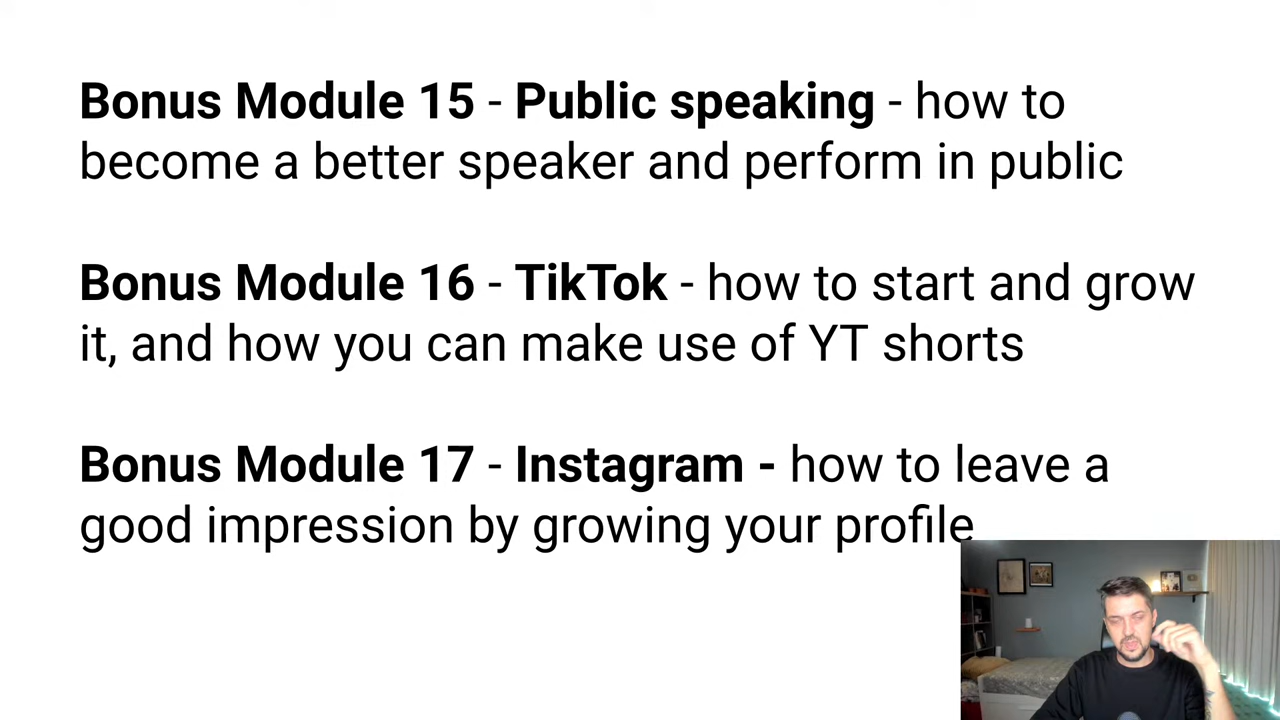 Bonus Module 15 - Public speaking - how to
become a better speaker and perform in public
Bonus Module 16 - TikTok - how to start and grow
it, and how you can make use of YT shorts
Bonus Module 17 - Instagram - how to leave a
good impression by growing your profile